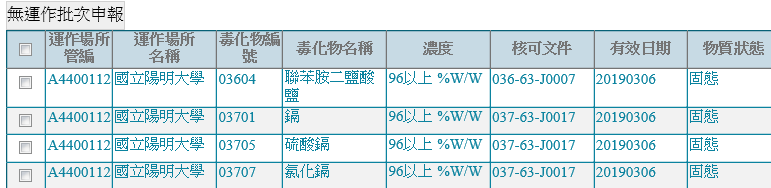 無運作批次申報
運作場所管編 運作場所名稱 毒化物編號 毒化物名稱 濃度 核可文件 有效日期 物質狀態
A4400112 國立陽明大學 03604 聯苯胺二鹽酸鹽 96以上 %W/W 036-63-J0007 20190306 固態
A4400112 國立陽明大學 03701 鎘 96以上 %W/W 037-63-J0017 20190306 固態
A4400112 國立陽明大學 03705 硫酸鎘 96以上 %W/W 037-63-J0017 20190306 固態
A4400112 國立陽明大學 03707 氯化鎘 96以上 %W/W 037-63-J0017 20190306 固態